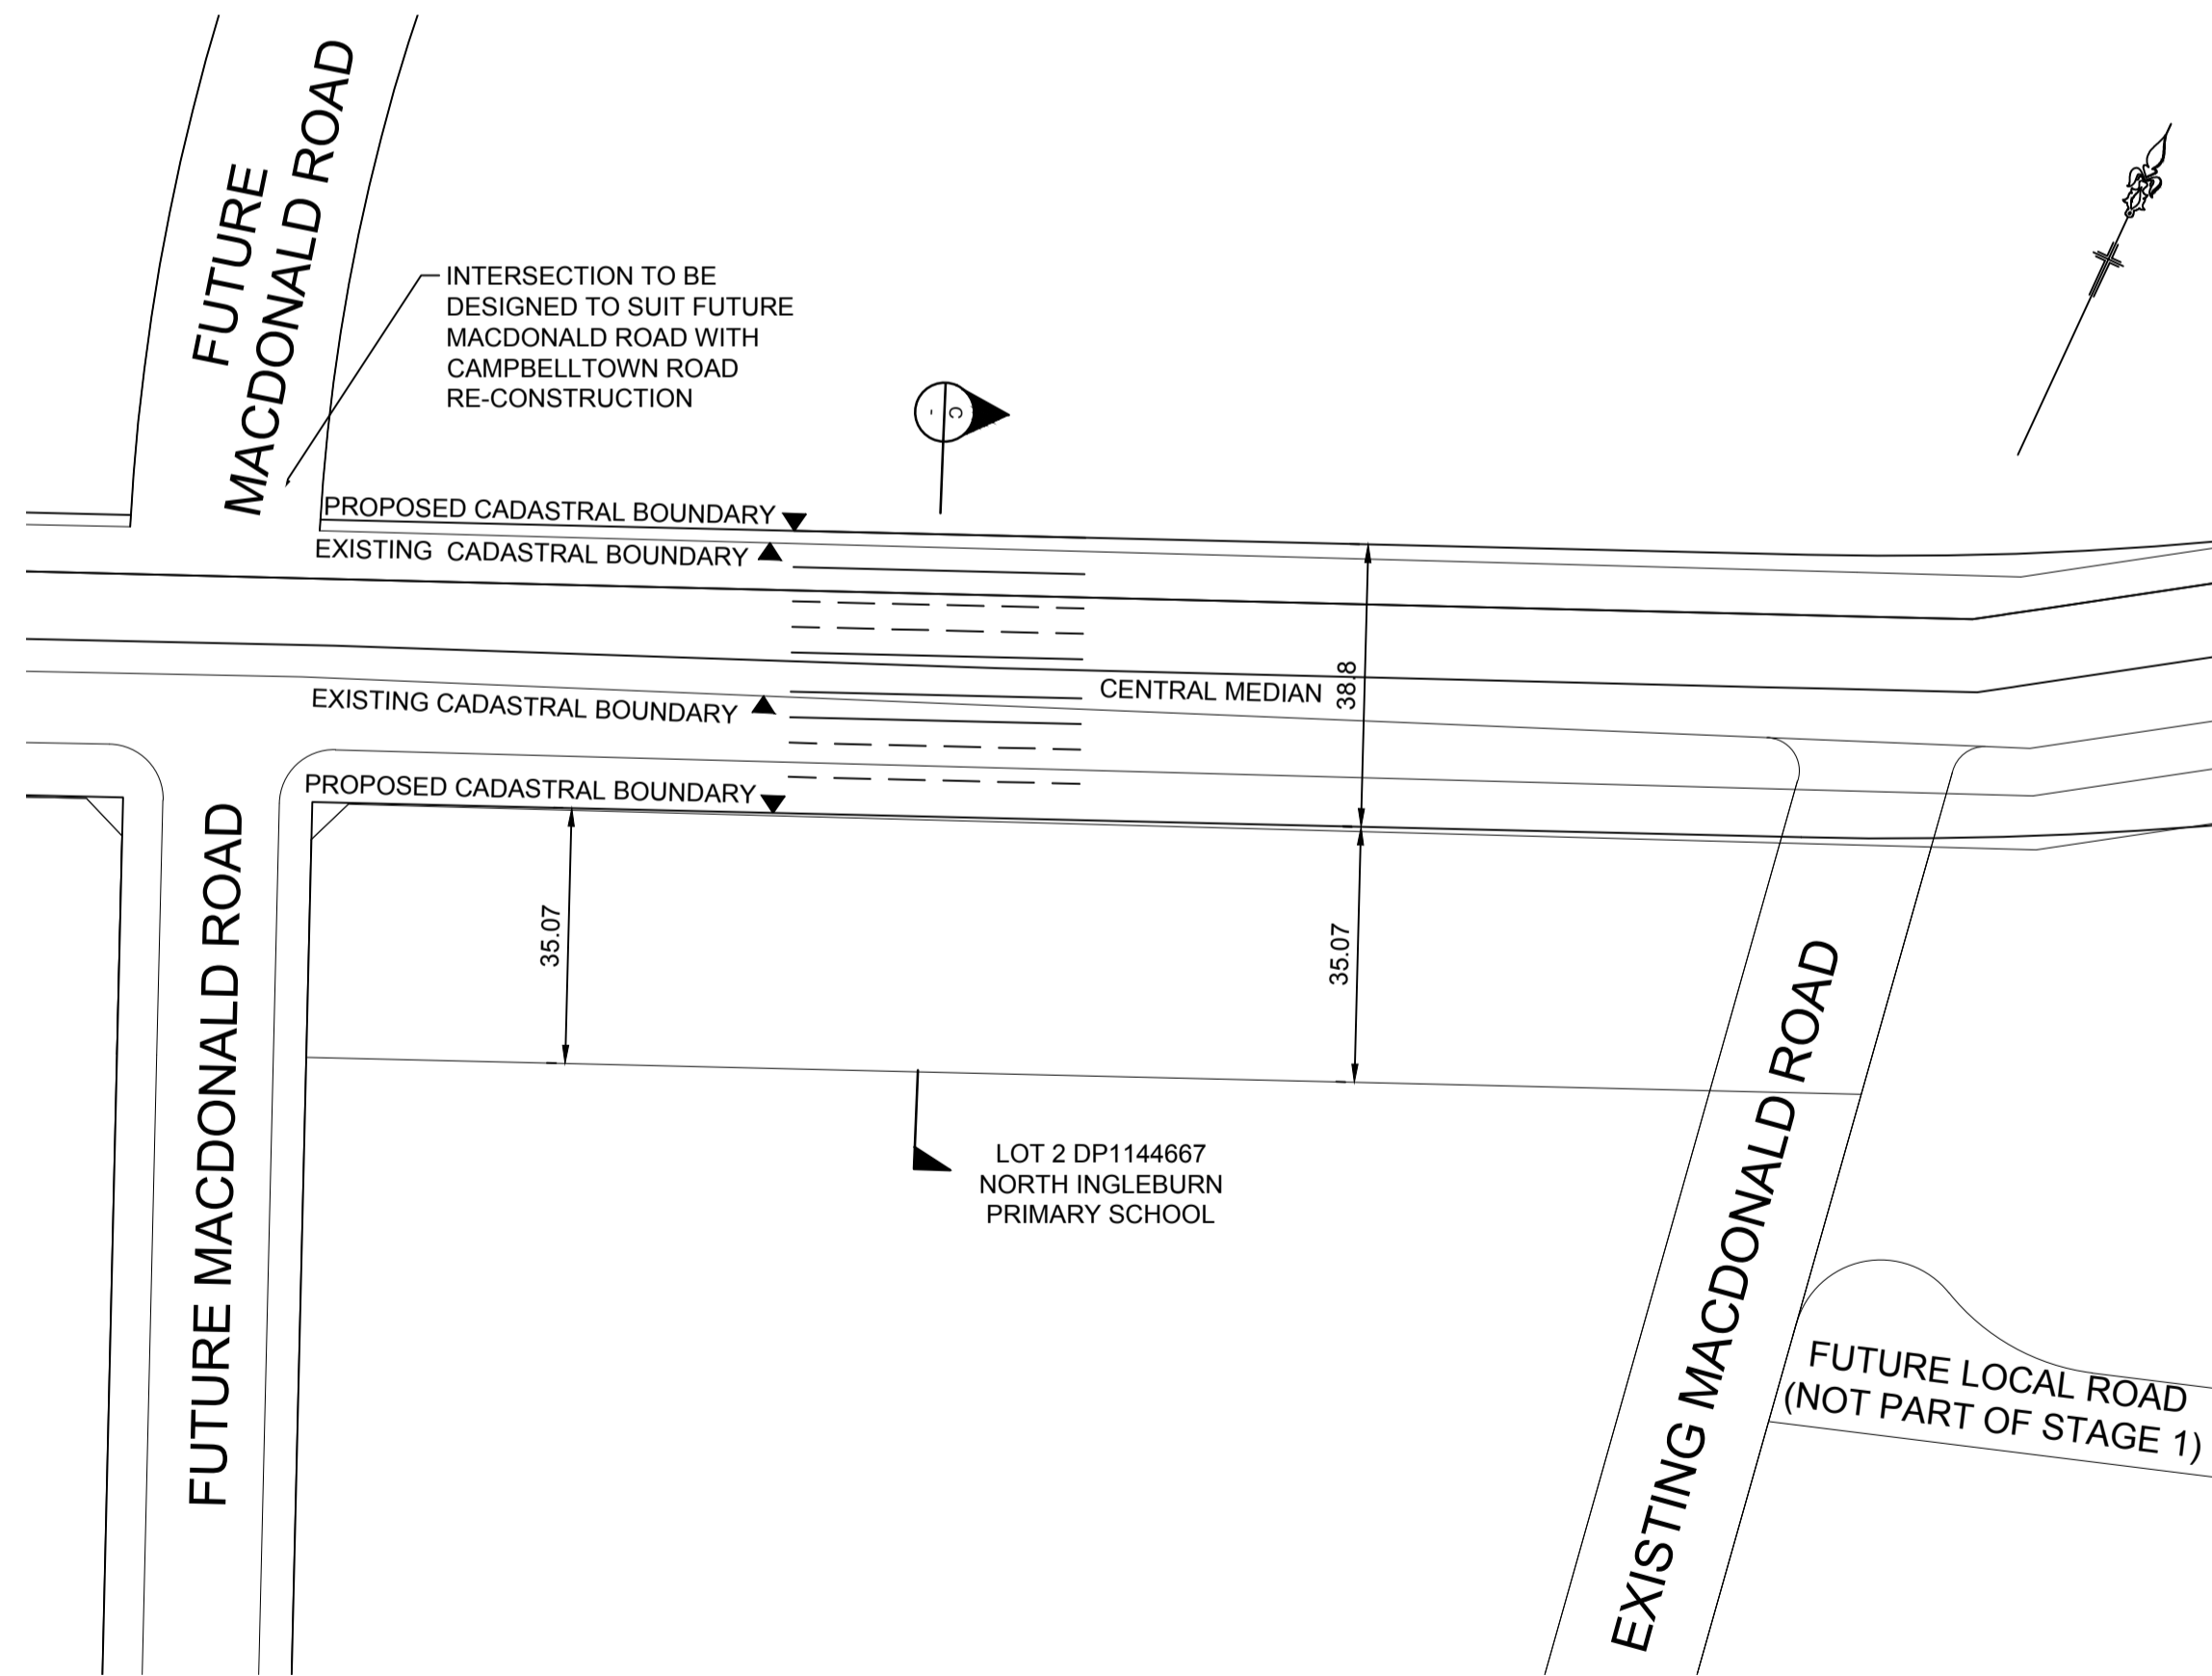 FUTURE
MACDONALD ROAD
INTERSECTION TO BE
DESIGNED TO SUIT FUTURE
MACDONALD ROAD WITH
CAMPBELLTOWN ROAD
RE-CONSTRUCTION
C
-
PROPOSED CADASTRAL BOUNDARY
EXISTING CADASTRAL BOUNDARY
EXISTING CADASTRAL BOUNDARY
CENTRAL MEDIAN
38.8
PROPOSED CADASTRAL BOUNDARY
35.07
35.07
FUTURE MACDONALD ROAD
LOT 2 DP1144667
NORTH INGLEBURN
PRIMARY SCHOOL
EXISTING MACDONALD ROAD
FUTURE LOCAL ROAD
(NOT PART OF STAGE 1)